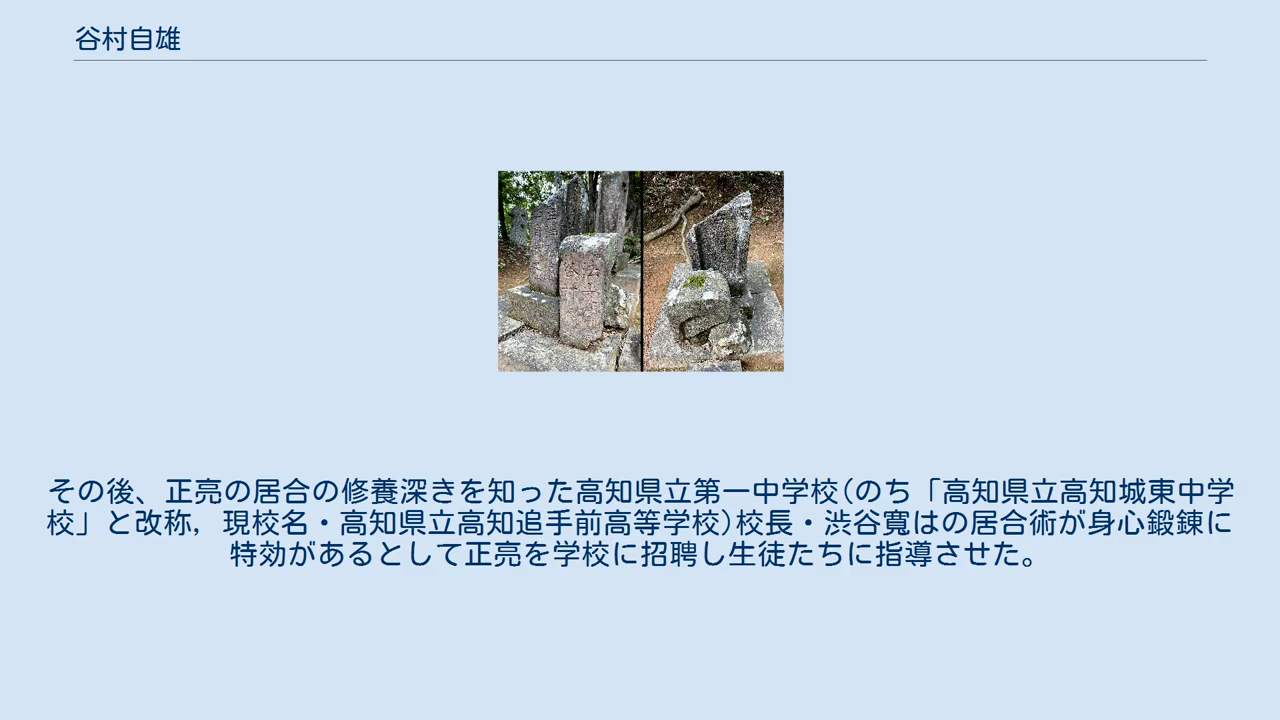 谷村自雄
その後、正亮の居合の修養深きを知った高知県立第一中学校(のち「高知県立高知城東中学
校」と改称，現校名・高知県立高知追手前高等学校)校長・渋谷寬はの居合術が身心鍛錬に
特効があるとして正亮を学校に招聘し生徒たちに指導させた。